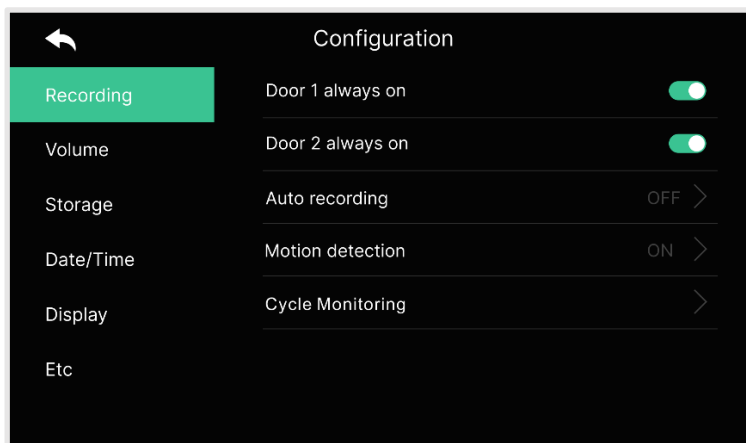 Configuration
Recording
Volume
Storage
Date/Time
Display
Etc
Door 1 always on
Door 2 always on
Auto recording OFF
Motion detection ON
Cycle Monitoring